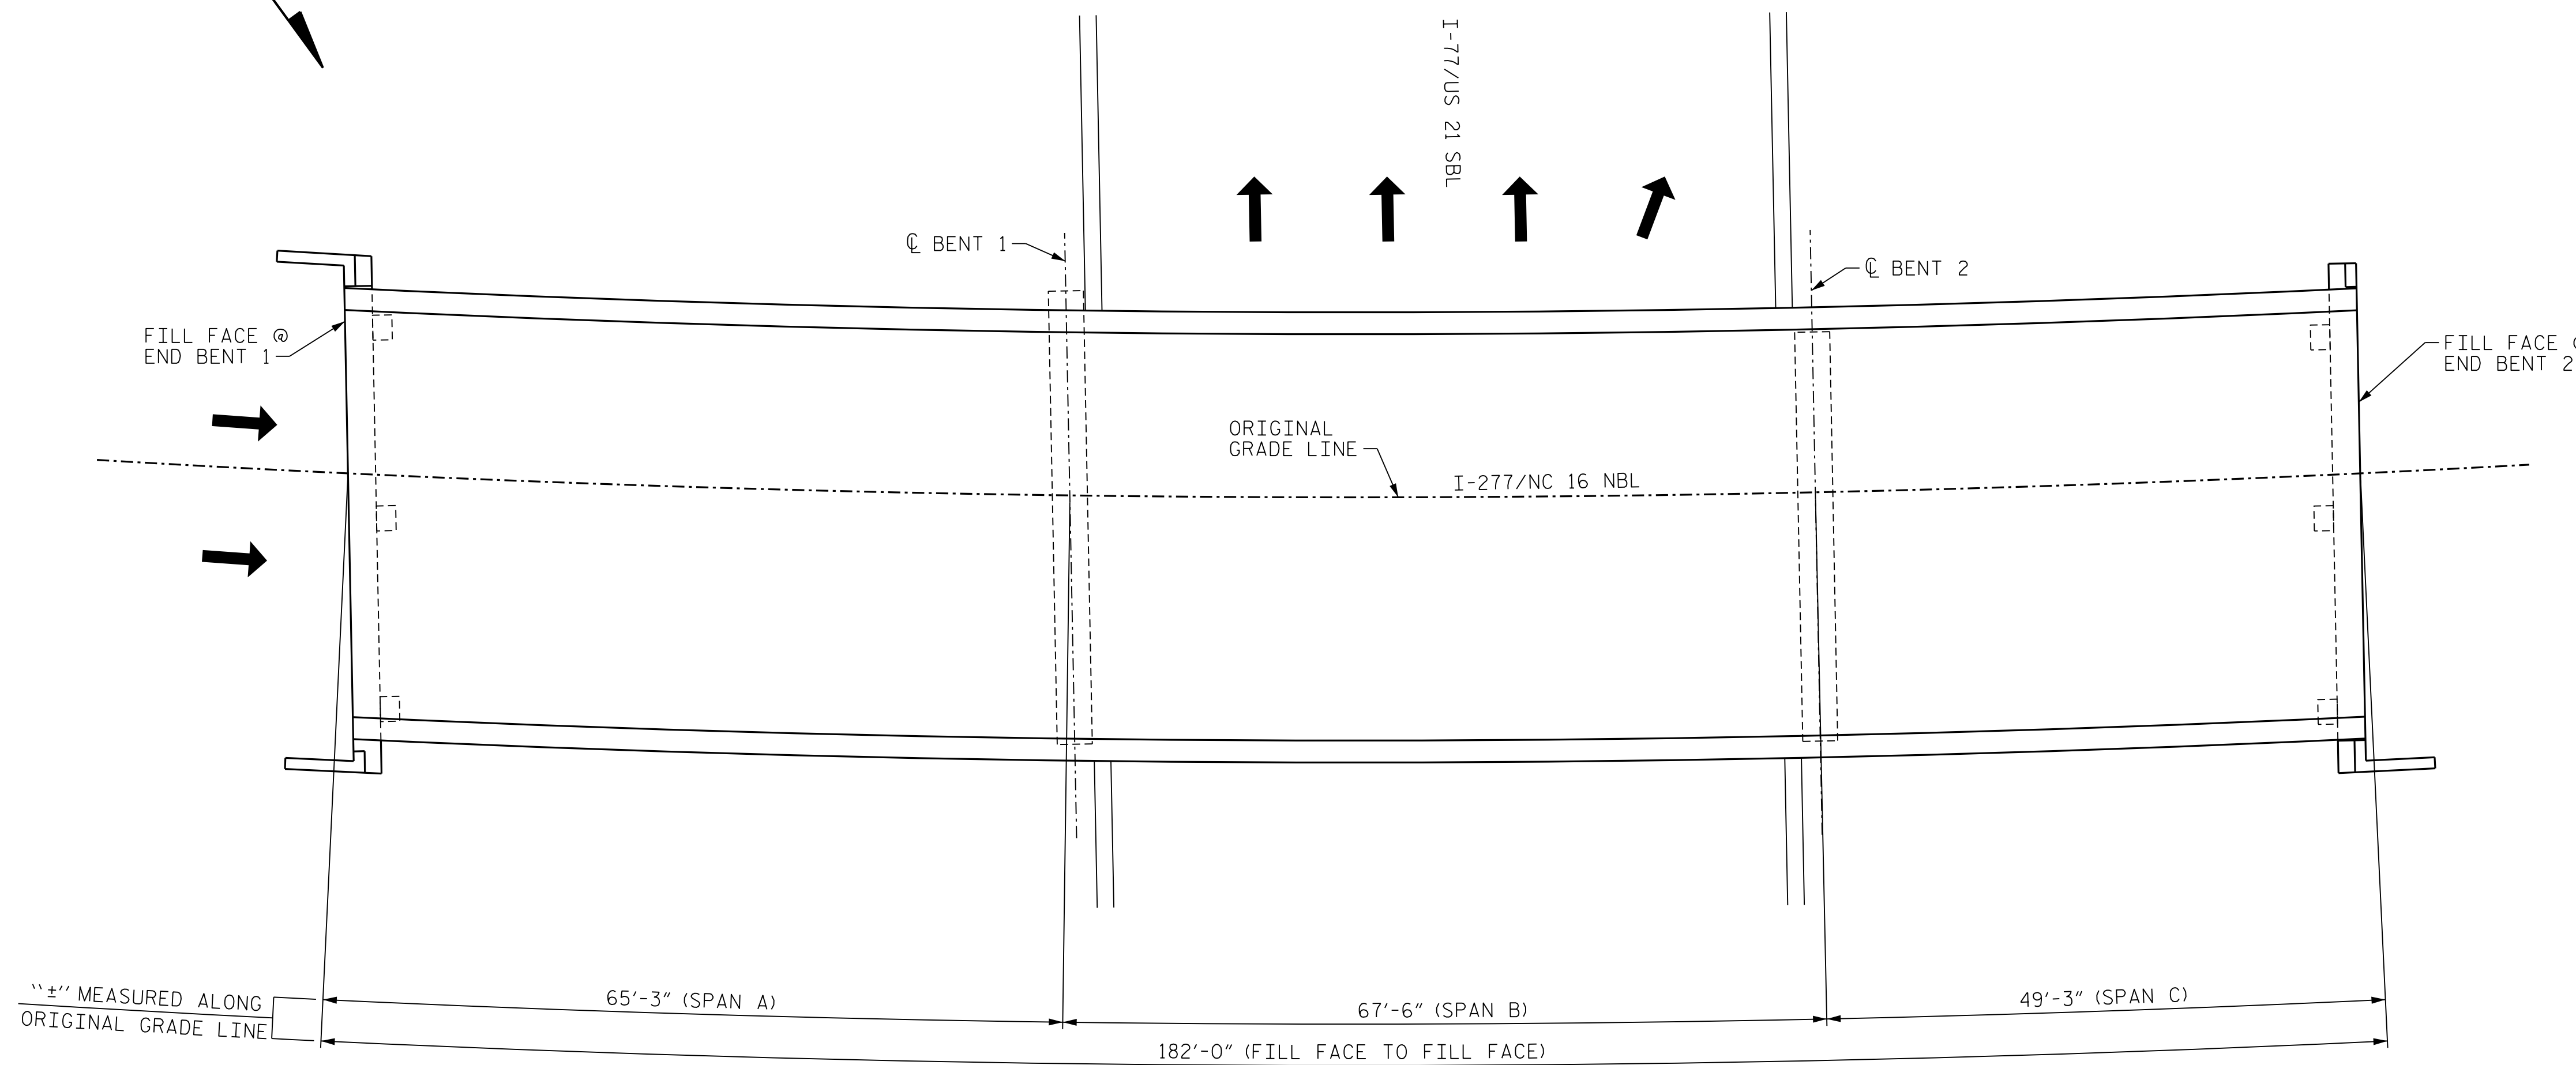 I-77/US 21 SBL
℄ BENT 1
℄ BENT 2
FILL FACE @
END BENT 1
FILL FACE @
END BENT 2
ORIGINAL
GRADE LINE
I-277/NC 16 NBL
"±" MEASURED ALONG
ORIGINAL GRADE LINE
65'-3" (SPAN A)
67'-6" (SPAN B)
49'-3" (SPAN C)
182'-0" (FILL FACE TO FILL FACE)